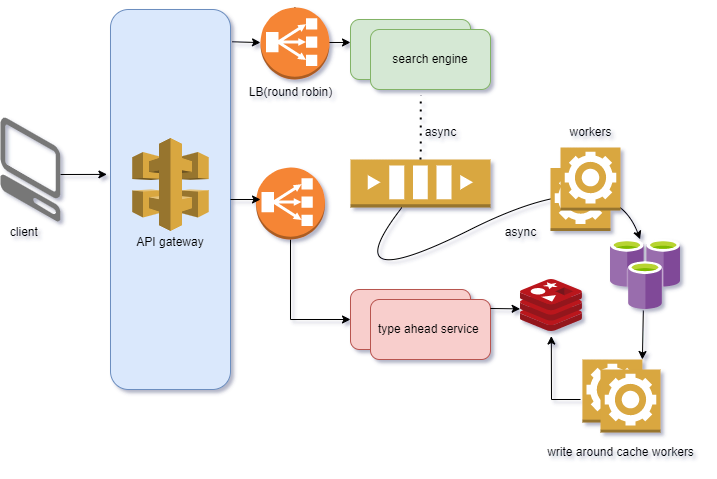 search engine
LB(round robin)
async
workers
client
API gateway
async
type ahead service
write around cache workers